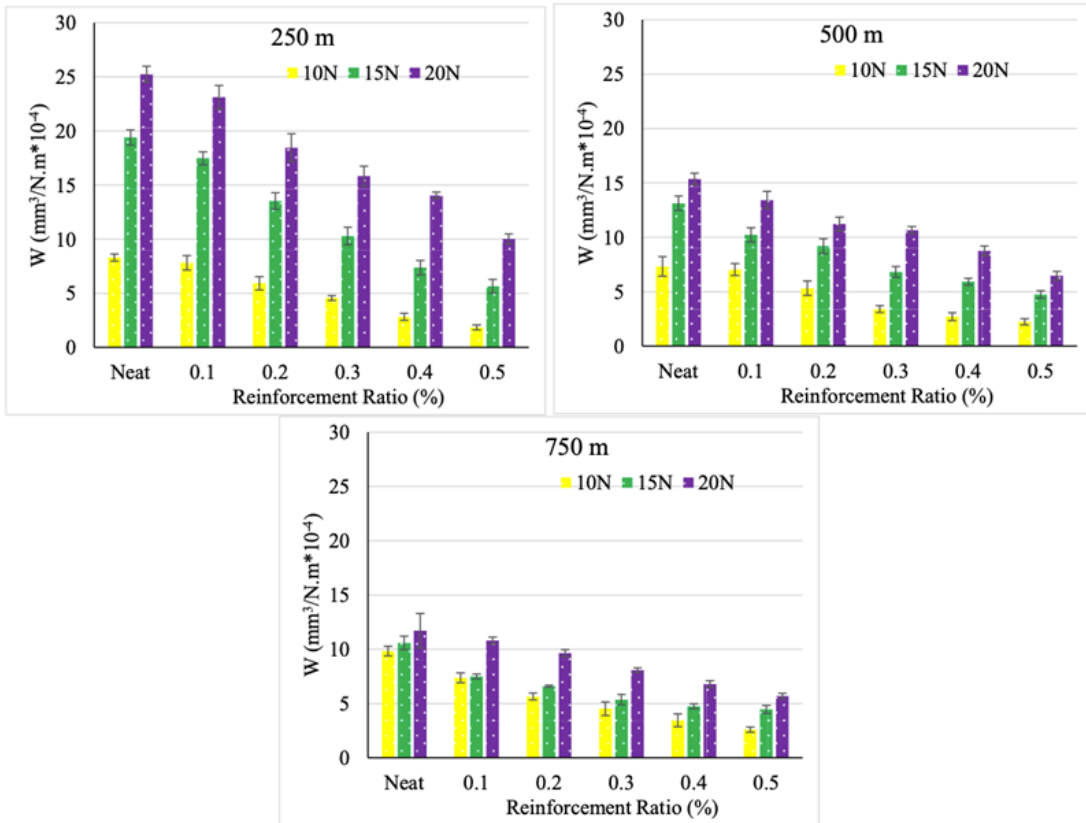 250 m
10N 15N 20N
30
25
20
15
10
5
0
W (mm³/N.m*10⁻⁴)
Neat 0.1 0.2 0.3 0.4 0.5
Reinforcement Ratio (%)
500 m
10N 15N 20N
30
25
20
15
10
5
0
W (mm³/N.m*10⁻⁴)
Neat 0.1 0.2 0.3 0.4 0.5
Reinforcement Ratio (%)
750 m
10N 15N 20N
30
25
20
15
10
5
0
W (mm³/N.m*10⁻⁴)
Neat 0.1 0.2 0.3 0.4 0.5
Reinforcement Ratio (%)